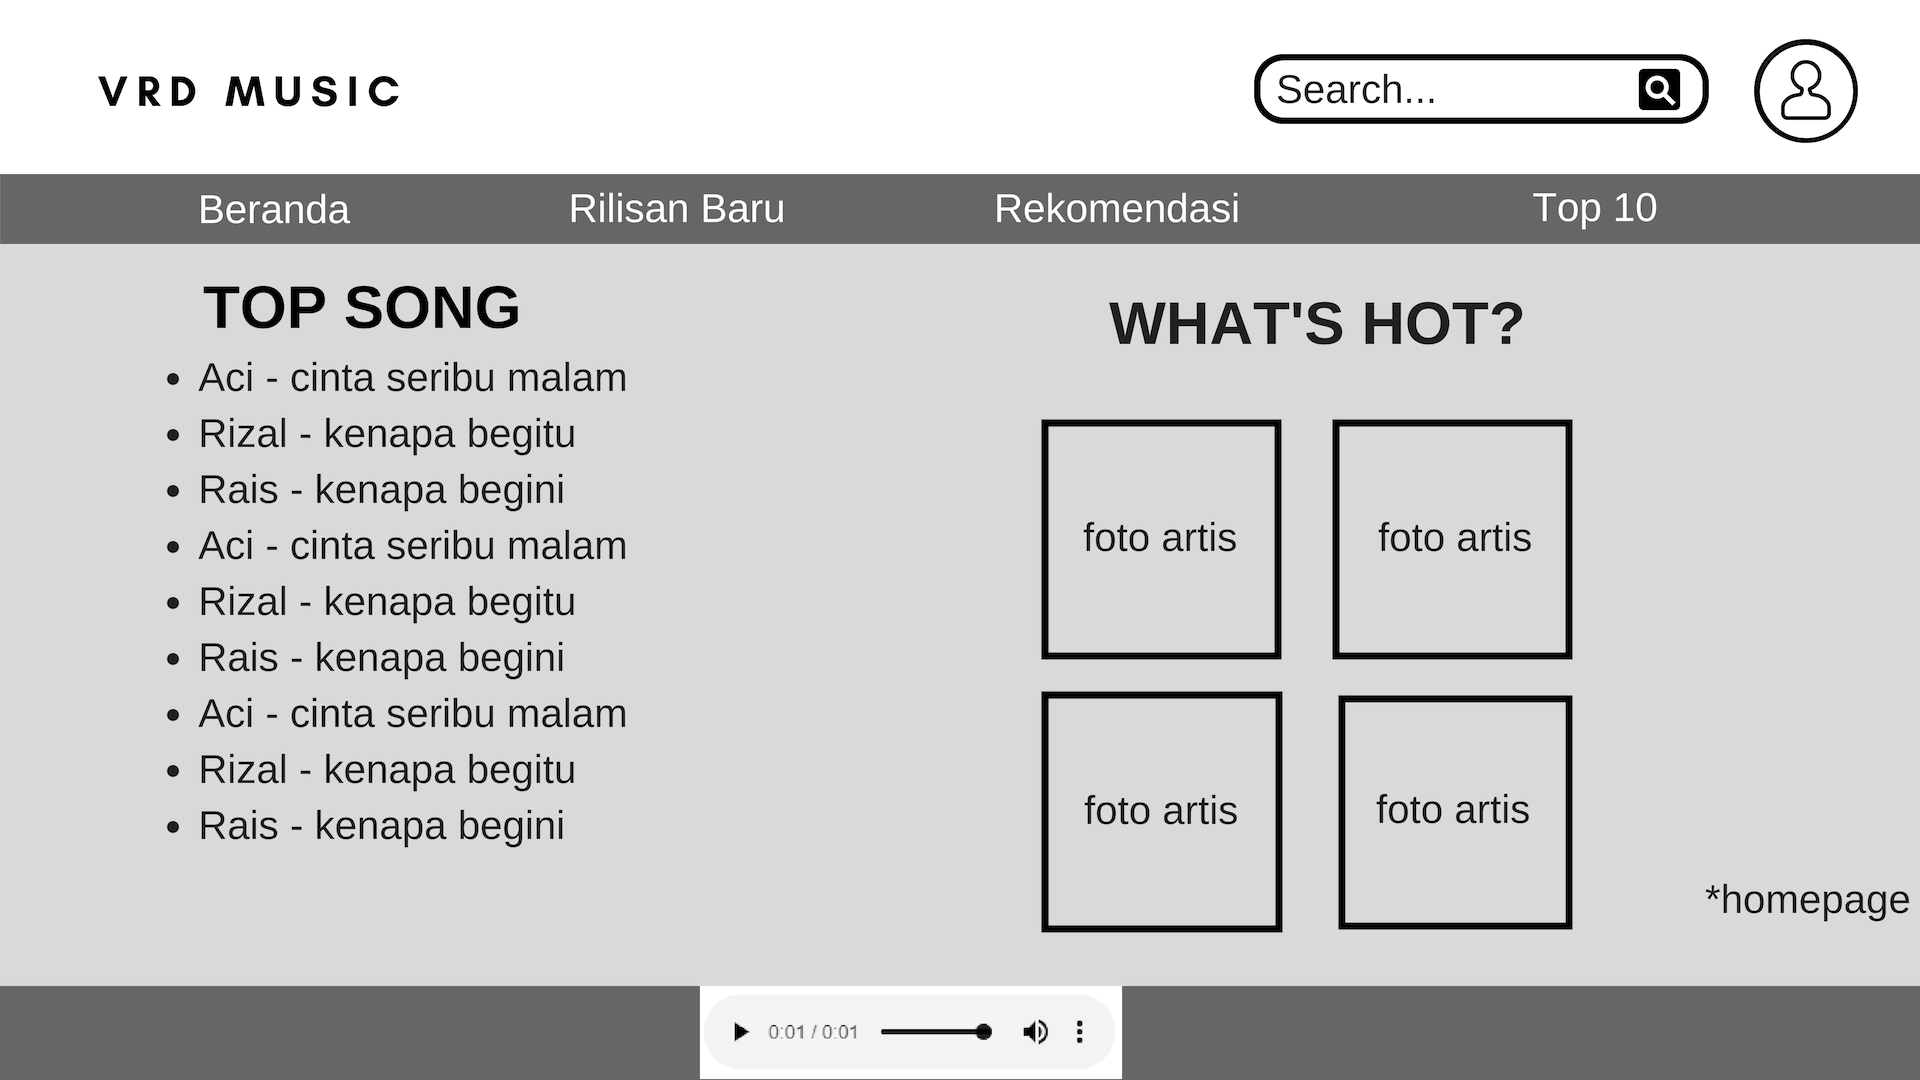 VRD MUSIC
Search...
Beranda
Rilisan Baru
Rekomendasi
Top 10
TOP SONG
• Aci - cinta seribu malam
• Rizal - kenapa begitu
• Rais - kenapa begini
• Aci - cinta seribu malam
• Rizal - kenapa begitu
• Rais - kenapa begini
• Aci - cinta seribu malam
• Rizal - kenapa begitu
• Rais - kenapa begini
WHAT'S HOT?
foto artis
foto artis
foto artis
foto artis
*homepage
0:01 / 0:01